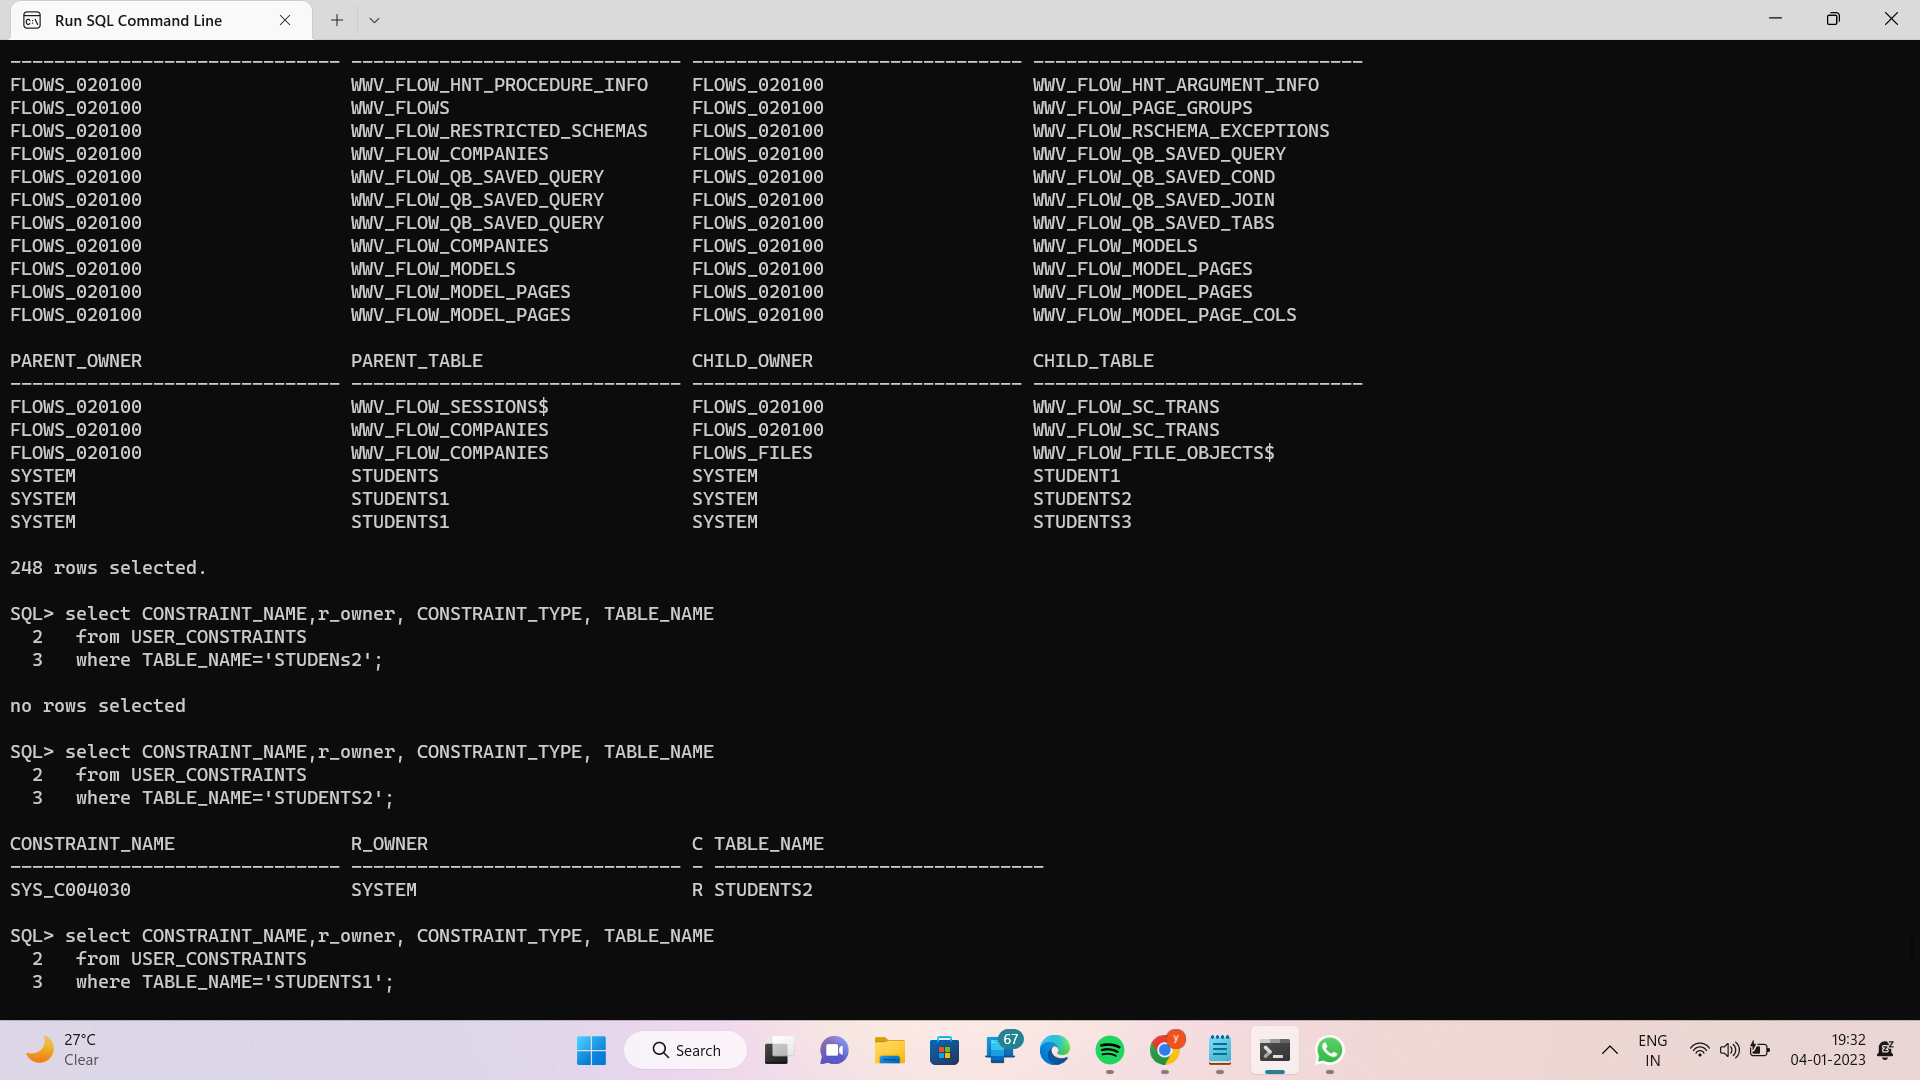 Run SQL Command Line
------------------------------ ------------------------------ ------------------------------ ------------------------------
FLOWS_020100 WWV_FLOW_HNT_PROCEDURE_INFO FLOWS_020100 WWV_FLOW_HNT_ARGUMENT_INFO
FLOWS_020100 WWV_FLOWS FLOWS_020100 WWV_FLOW_PAGE_GROUPS
FLOWS_020100 WWV_FLOW_RESTRICTED_SCHEMAS FLOWS_020100 WWV_FLOW_RSCHEMA_EXCEPTIONS
FLOWS_020100 WWV_FLOW_COMPANIES FLOWS_020100 WWV_FLOW_QB_SAVED_QUERY
FLOWS_020100 WWV_FLOW_QB_SAVED_QUERY FLOWS_020100 WWV_FLOW_QB_SAVED_COND
FLOWS_020100 WWV_FLOW_QB_SAVED_QUERY FLOWS_020100 WWV_FLOW_QB_SAVED_JOIN
FLOWS_020100 WWV_FLOW_QB_SAVED_QUERY FLOWS_020100 WWV_FLOW_QB_SAVED_TABS
FLOWS_020100 WWV_FLOW_COMPANIES FLOWS_020100 WWV_FLOW_MODELS
FLOWS_020100 WWV_FLOW_MODELS FLOWS_020100 WWV_FLOW_MODEL_PAGES
FLOWS_020100 WWV_FLOW_MODEL_PAGES FLOWS_020100 WWV_FLOW_MODEL_PAGES
FLOWS_020100 WWV_FLOW_MODEL_PAGES FLOWS_020100 WWV_FLOW_MODEL_PAGE_COLS
PARENT_OWNER PARENT_TABLE CHILD_OWNER CHILD_TABLE
------------------------------ ------------------------------ ------------------------------ ------------------------------
FLOWS_020100 WWV_FLOW_SESSIONS$ FLOWS_020100 WWV_FLOW_SC_TRANS
FLOWS_020100 WWV_FLOW_COMPANIES FLOWS_020100 WWV_FLOW_SC_TRANS
FLOWS_020100 WWV_FLOW_COMPANIES FLOWS_FILES WWV_FLOW_FILE_OBJECTS$
SYSTEM STUDENTS SYSTEM STUDENT1
SYSTEM STUDENTS1 SYSTEM STUDENTS2
SYSTEM STUDENTS1 SYSTEM STUDENTS3
248 rows selected.
SQL> select CONSTRAINT_NAME,r_owner, CONSTRAINT_TYPE, TABLE_NAME
2 from USER_CONSTRAINTS
3 where TABLE_NAME='STUDENs2';
no rows selected
SQL> select CONSTRAINT_NAME,r_owner, CONSTRAINT_TYPE, TABLE_NAME
2 from USER_CONSTRAINTS
3 where TABLE_NAME='STUDENTS2';
CONSTRAINT_NAME R_OWNER C TABLE_NAME
------------------------------ ------------------------------ - ------------------------------
SYS_C004030 SYSTEM R STUDENTS2
SQL> select CONSTRAINT_NAME,r_owner, CONSTRAINT_TYPE, TABLE_NAME
2 from USER_CONSTRAINTS
3 where TABLE_NAME='STUDENTS1';
27°C
Clear
Search
67
y
ENG
IN
19:32
04-01-2023